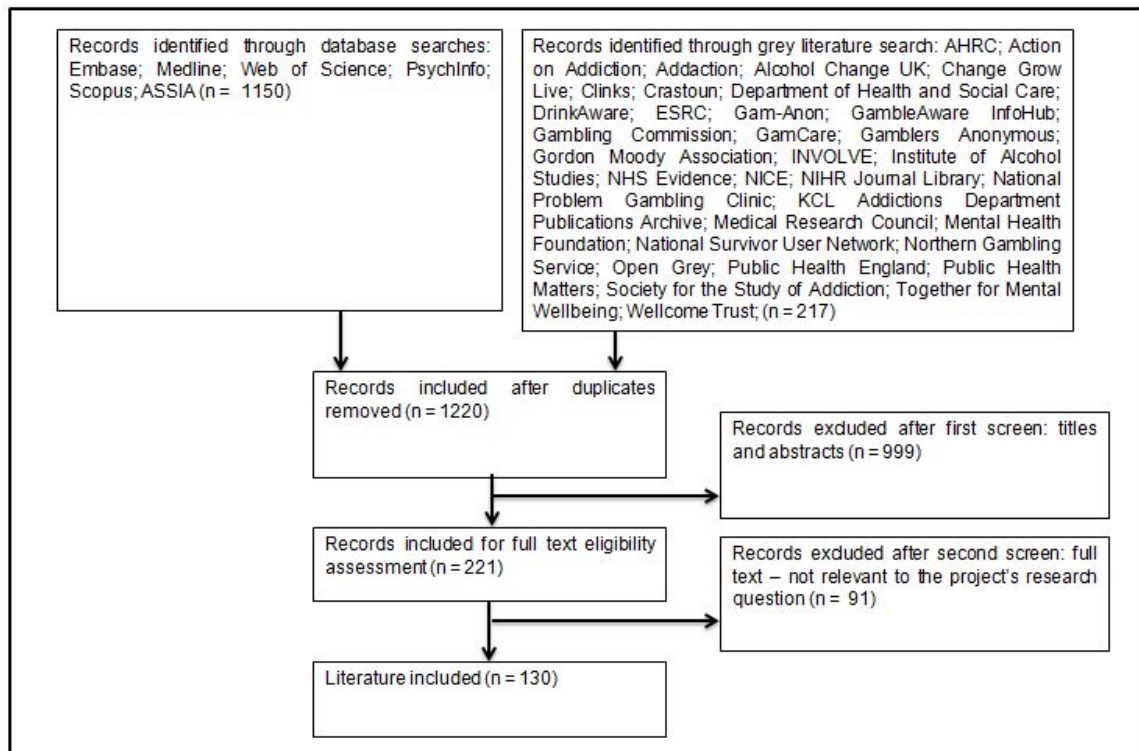 Records identified through database searches:
Embase; Medline; Web of Science; PsychInfo;
Scopus; ASSIA (n = 1150)
Records identified through grey literature search: AHRC; Action
on Addiction; Addaction; Alcohol Change UK; Change Grow
Live; Clinks; Crastoun; Department of Health and Social Care;
DrinkAware; ESRC; Gam-Anon; GambleAware InfoHub;
Gambling Commission; GamCare; Gamblers Anonymous;
Gordon Moody Association; INVOLVE; Institute of Alcohol
Studies; NHS Evidence; NICE; NIHR Journal Library; National
Problem Gambling Clinic; KCL Addictions Department
Publications Archive; Medical Research Council; Mental Health
Foundation; National Survivor User Network; Northern Gambling
Service; Open Grey; Public Health England; Public Health
Matters; Society for the Study of Addiction; Together for Mental
Wellbeing; Wellcome Trust; (n = 217)
Records included after duplicates
removed (n = 1220)
Records excluded after first screen: titles
and abstracts (n = 999)
Records included for full text eligibility
assessment (n = 221)
Records excluded after second screen: full
text – not relevant to the project's research
question (n = 91)
Literature included (n = 130)